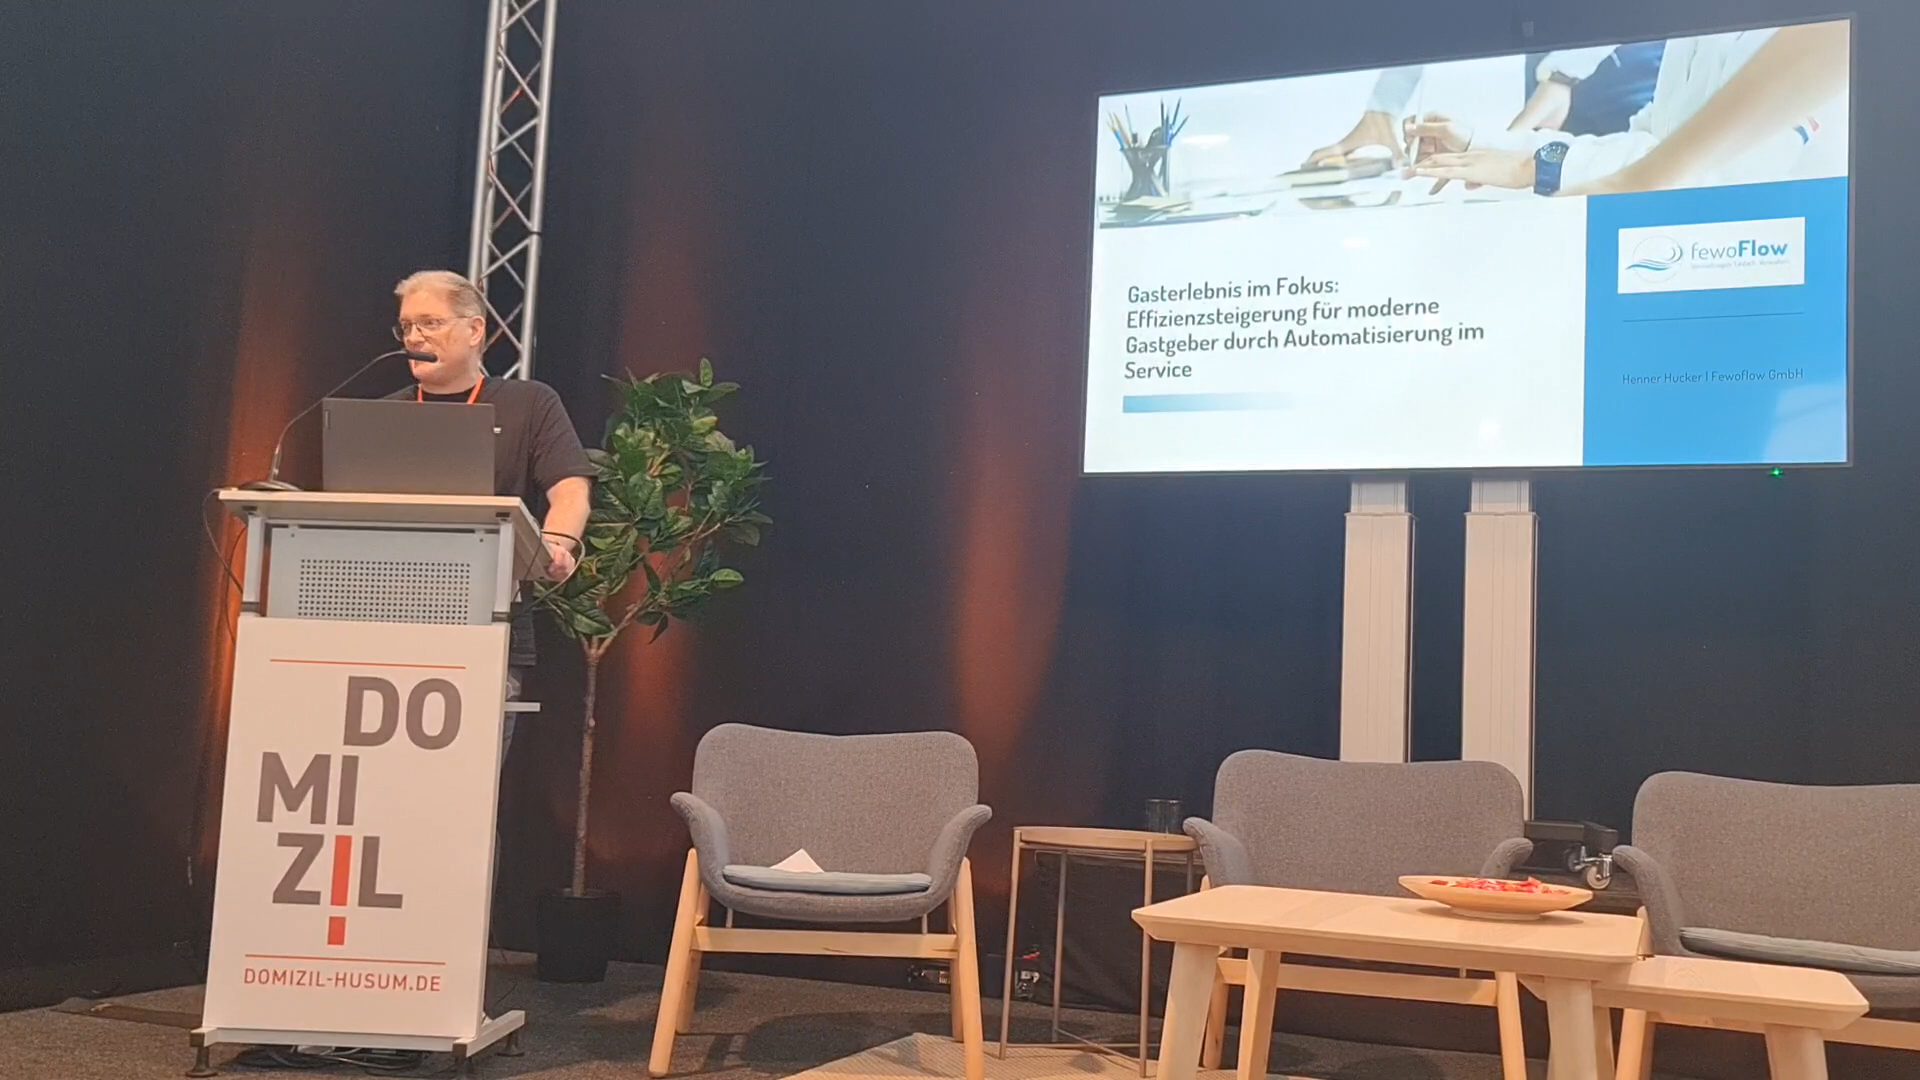 Gasterlebnis im Fokus:
Effizienzsteigerung für moderne
Gastgeber durch Automatisierung im
Service
fewoFlow
Henner Hucker | Fewoflow GmbH
DO
MI
Z!L
DOMIZIL-HUSUM.DE